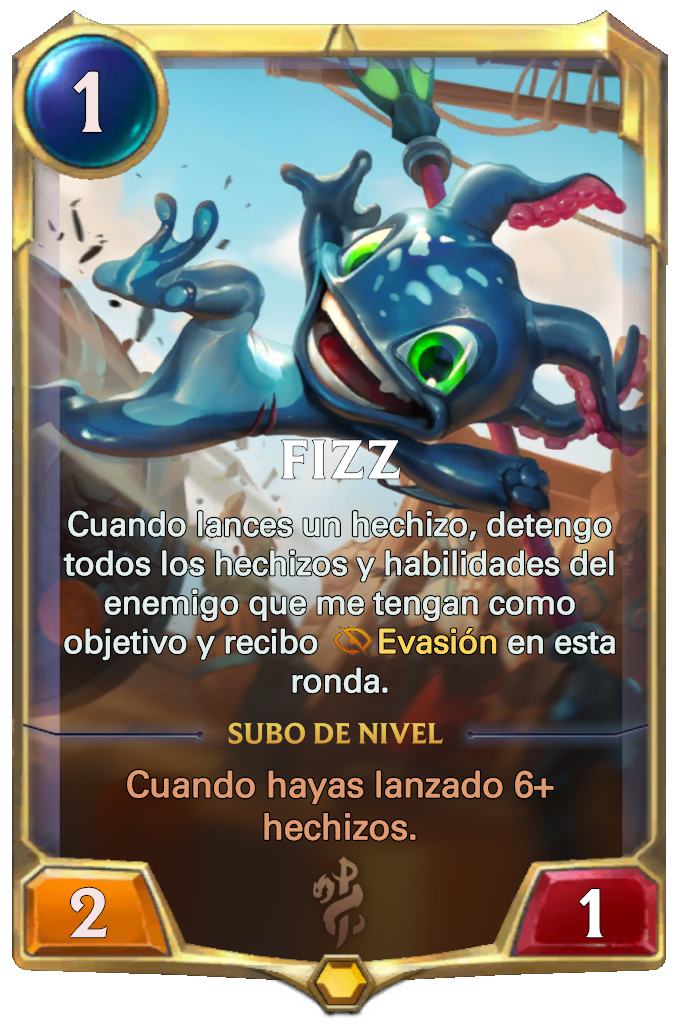 1
FIZZ
Cuando lances un hechizo, detengo
todos los hechizos y habilidades del
enemigo que me tengan como
objetivo y recibo Evasión en esta
ronda.
SUBO DE NIVEL
Cuando hayas lanzado 6+
hechizos.
2
1